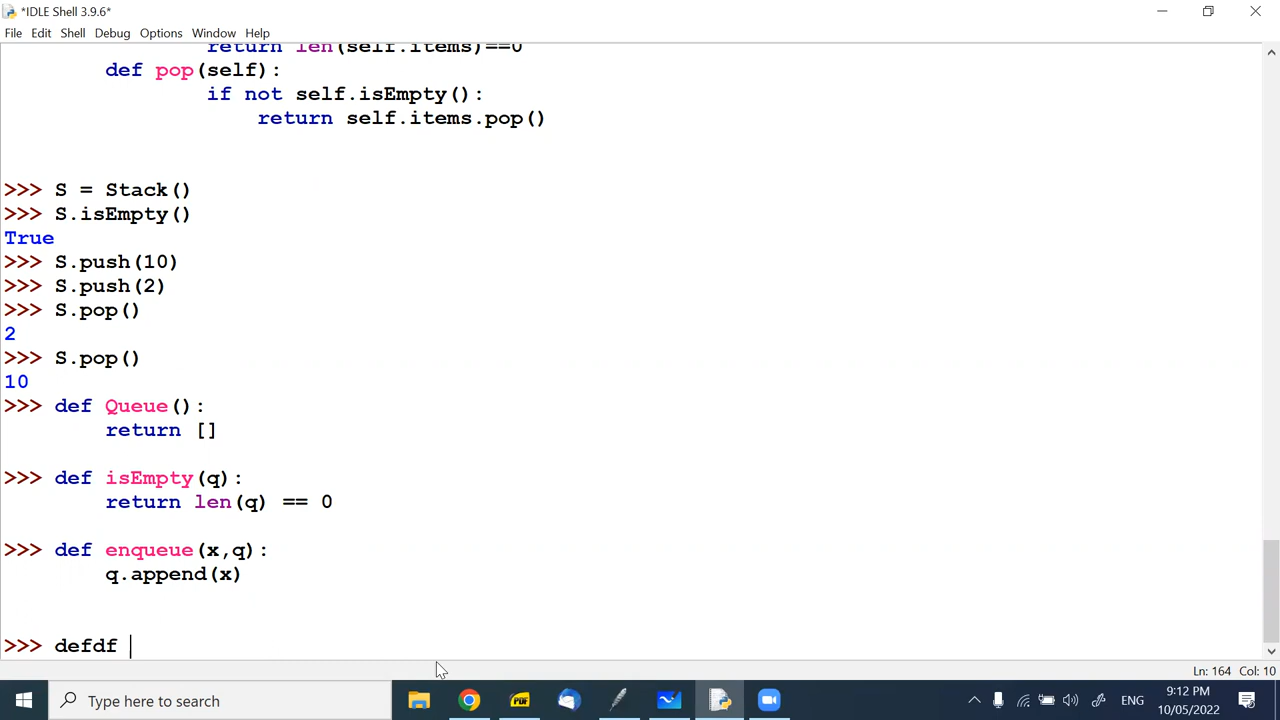 *IDLE Shell 3.9.6*
File Edit Shell Debug Options Window Help
return len(self.items)==0
def pop(self):
if not self.isEmpty():
return self.items.pop()
>>> S = Stack()
>>> S.isEmpty()
True
>>> S.push(10)
>>> S.push(2)
>>> S.pop()
2
>>> S.pop()
10
>>> def Queue():
return []
>>> def isEmpty(q):
return len(q) == 0
>>> def enqueue(x,q):
q.append(x)
>>> defdf
Ln: 164 Col: 10
Type here to search
PDF
ENG
9:12 PM
10/05/2022